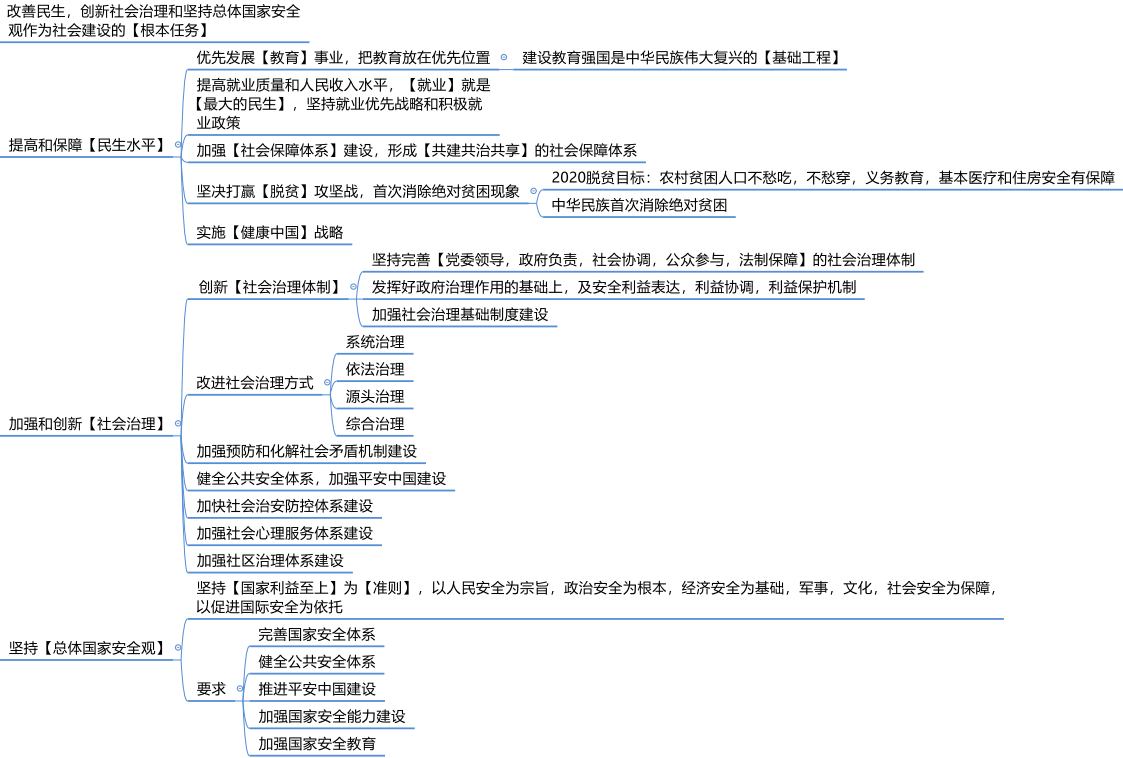 改善民生，创新社会治理和坚持总体国家安全
观作为社会建设的【根本任务】
提高和保障【民生水平】
优先发展【教育】事业，把教育放在优先位置
建设教育强国是中华民族伟大复兴的【基础工程】
提高就业质量和人民收入水平，【就业】就是
【最大的民生】，坚持就业优先战略和积极就
业政策
加强【社会保障体系】建设，形成【共建共治共享】的社会保障体系
坚决打赢【脱贫】攻坚战，首次消除绝对贫困现象
2020脱贫目标：农村贫困人口不愁吃，不愁穿，义务教育，基本医疗和住房安全有保障
中华民族首次消除绝对贫困
实施【健康中国】战略
加强和创新【社会治理】
创新【社会治理体制】
坚持完善【党委领导，政府负责，社会协调，公众参与，法制保障】的社会治理体制
发挥好政府治理作用的基础上，及安全利益表达，利益协调，利益保护机制
加强社会治理基础制度建设
改进社会治理方式
系统治理
依法治理
源头治理
综合治理
加强预防和化解社会矛盾机制建设
健全公共安全体系，加强平安中国建设
加快社会治安防控体系建设
加强社会心理服务体系建设
加强社区治理体系建设
坚持【总体国家安全观】
坚持【国家利益至上】为【准则】，以人民安全为宗旨，政治安全为根本，经济安全为基础，军事，文化，社会安全为保障，
以促进国际安全为依托
要求
完善国家安全体系
健全公共安全体系
推进平安中国建设
加强国家安全能力建设
加强国家安全教育